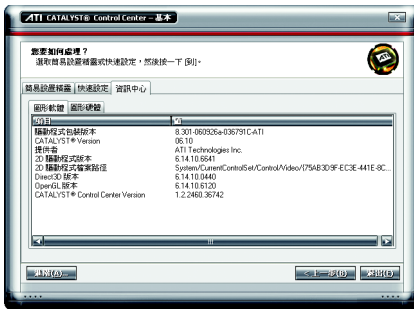 ATI CATALYST® Control Center – 基本
您要如何處理？
選取簡易設置精靈或快速設定，然後按一下 [到]。
簡易設置精靈 快速設定 資訊中心
圖形軟體 圖形硬體
項目 值
驅動程式包裝版本 8.301-060926a-036791C-ATI
CATALYST® Version 06.10
提供者 ATI Technologies Inc.
2D 驅動程式版本 6.14.10.6641
2D 驅動程式檔案路徑 System/CurrentControlSet/Control/Video/{75AB3D9F-EC3E-441E-8C...
Direct3D 版本 6.14.10.0440
OpenGL 版本 6.14.10.6120
CATALYST® Control Center Version 1.2.2460.36742
進階(A)... < 上一步(B)